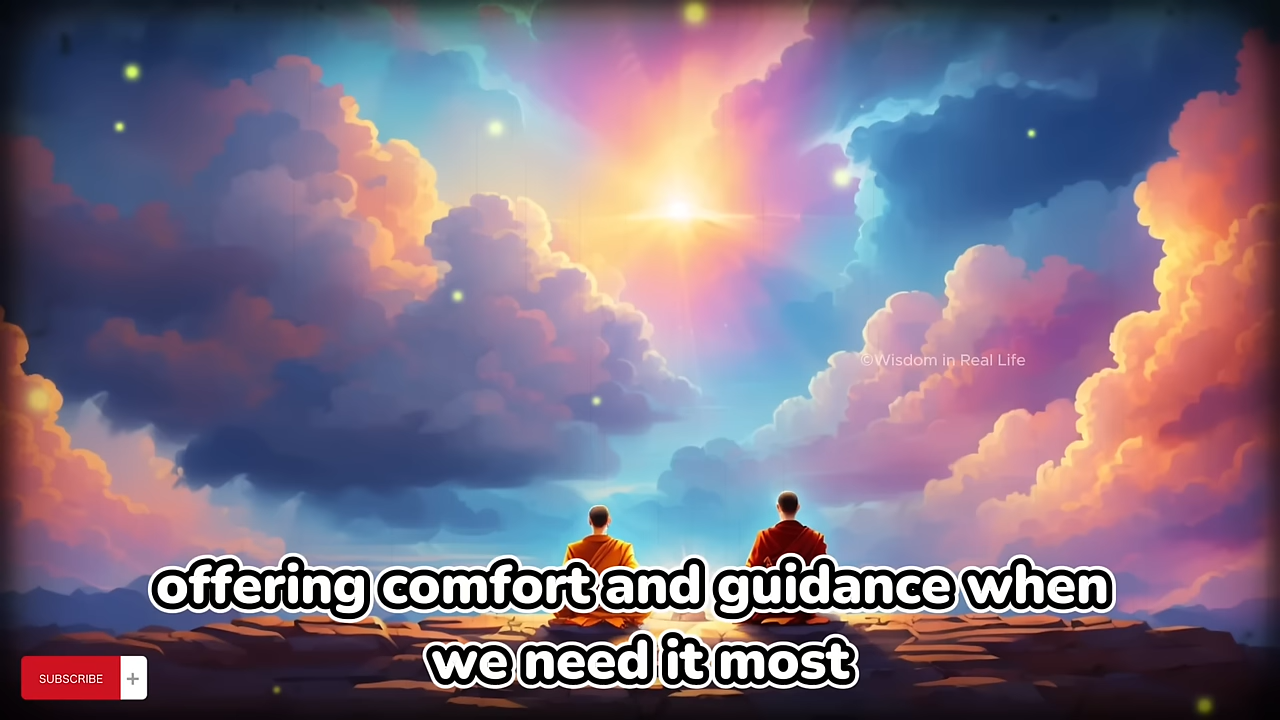 ©Wisdom in Real Life
offering comfort and guidance when
we need it most
SUBSCRIBE +